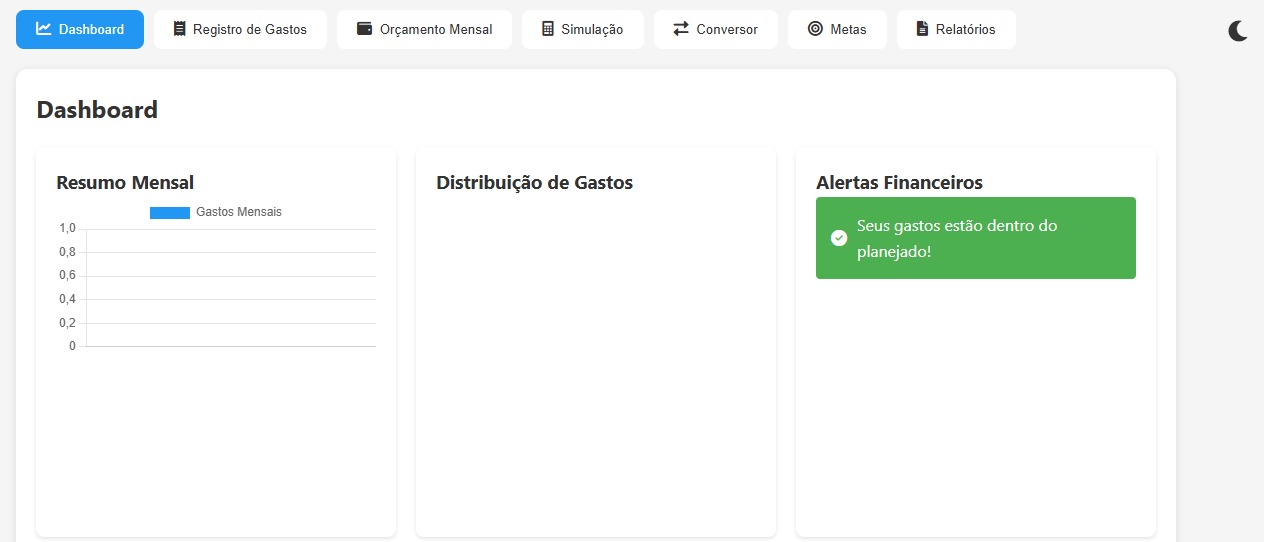 Dashboard
Registro de Gastos
Orçamento Mensal
Simulação
Conversor
Metas
Relatórios
Dashboard
Resumo Mensal
Gastos Mensais
1,0
0,8
0,6
0,4
0,2
0
Distribuição de Gastos
Alertas Financeiros
Seus gastos estão dentro do
planejado!